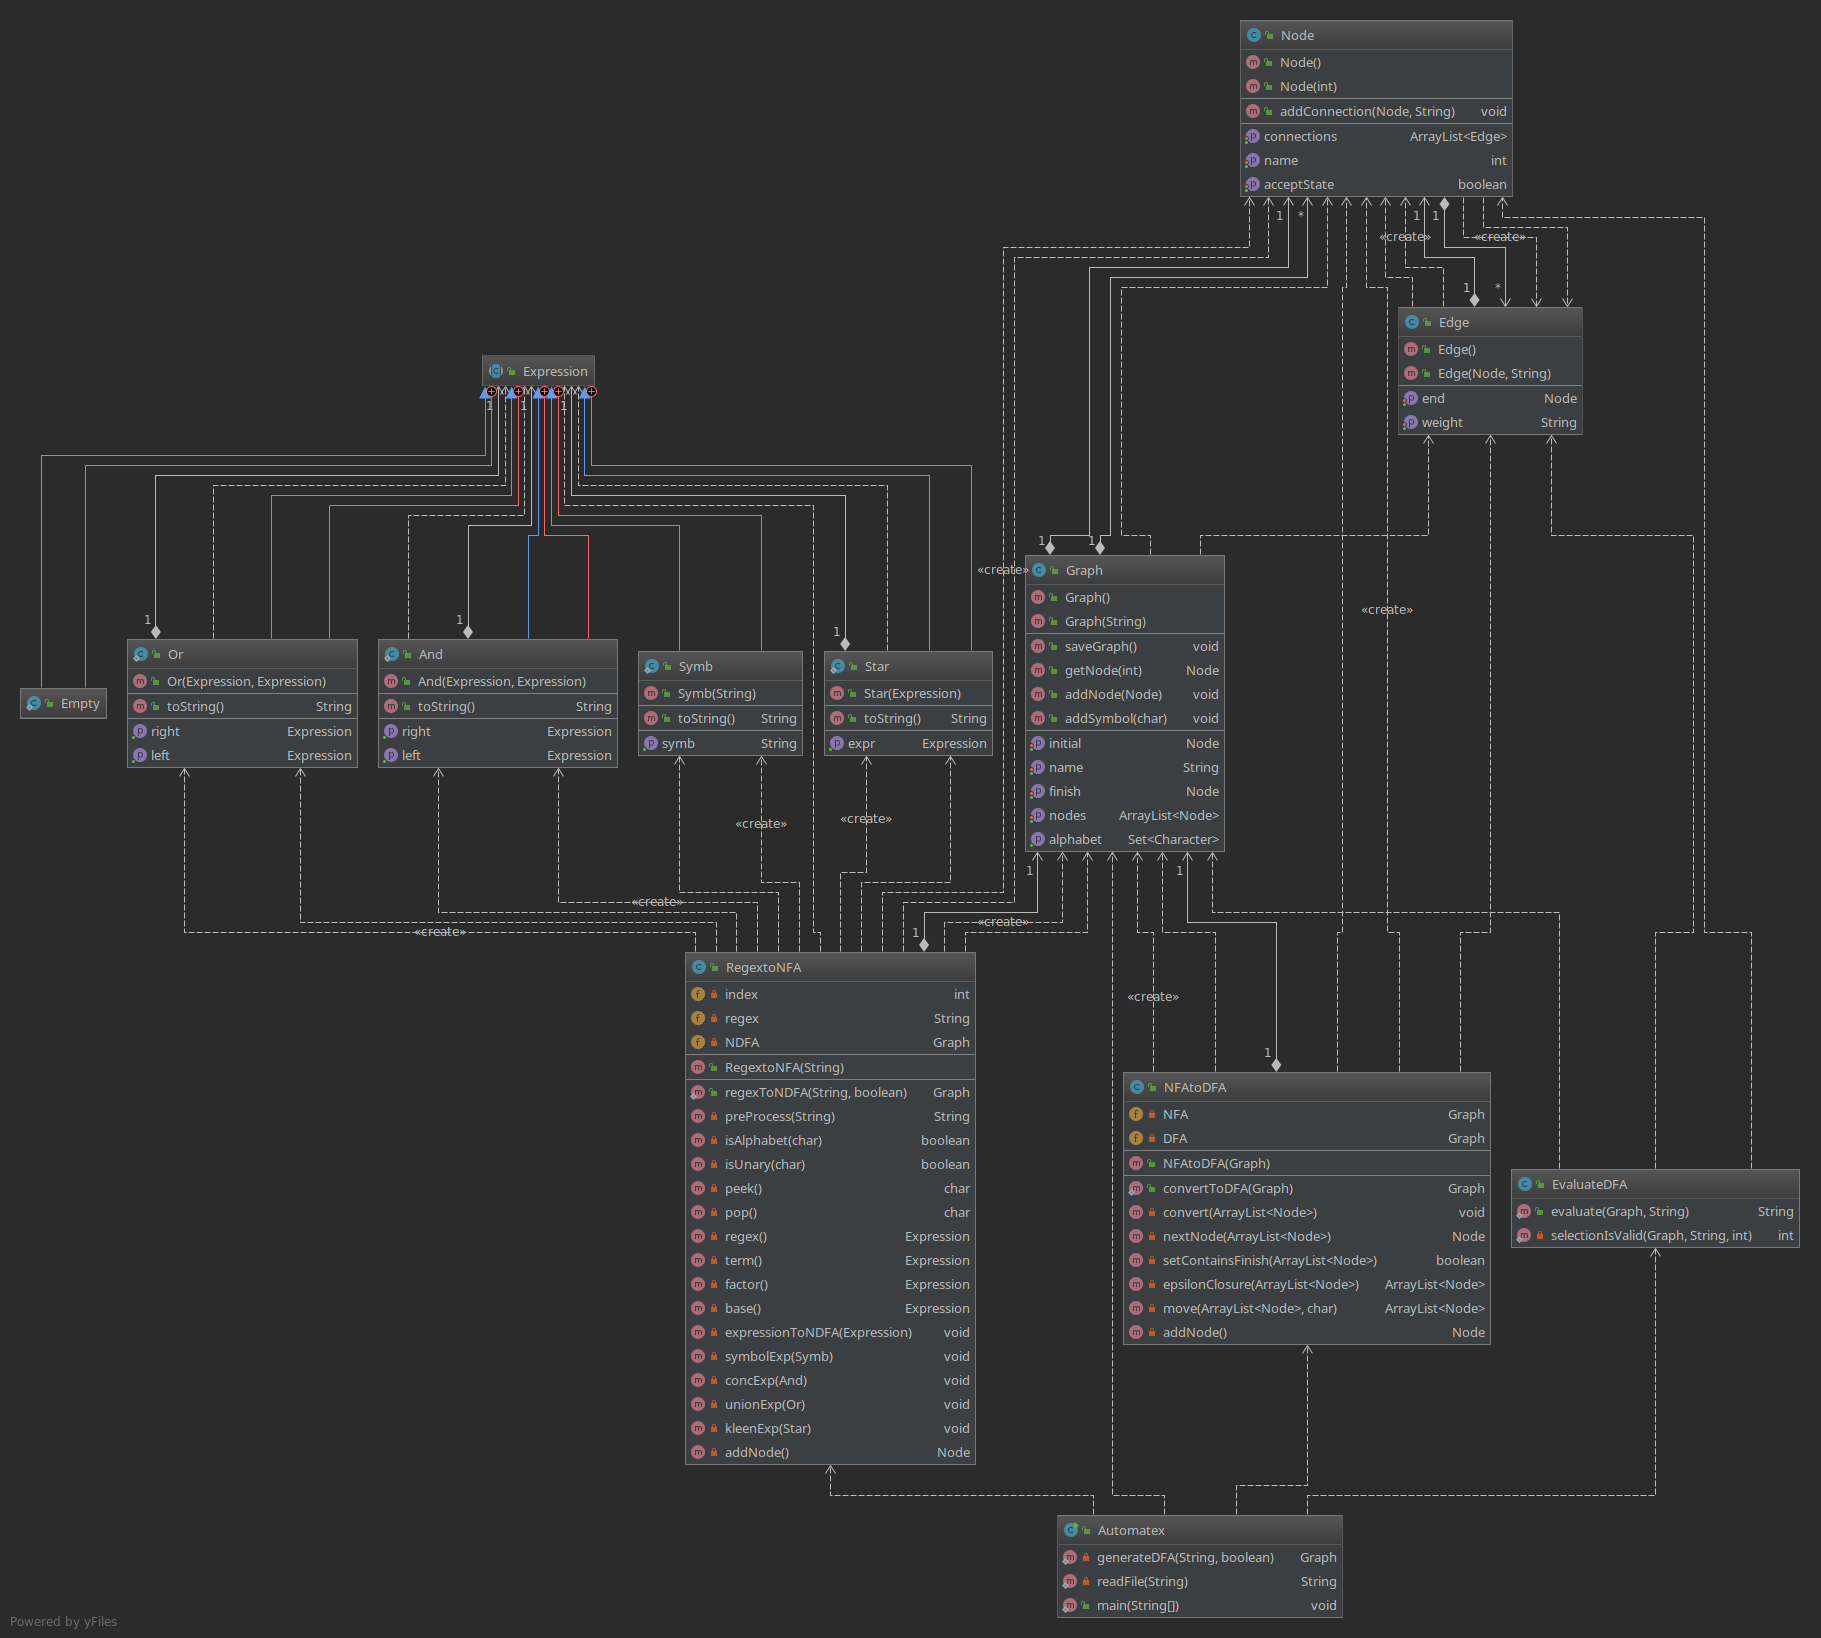 Node
Node()
Node(int)
addConnection(Node, String) void
connections ArrayList<Edge>
name int
acceptState boolean
1 * 1 1
«create» «create»
1 *
Edge
Edge()
Edge(Node, String)
end Node
weight String
Expression
1 1 1
1 1
«create»
Graph
Graph()
Graph(String)
saveGraph() void
getNode(int) Node
addNode(Node) void
addSymbol(char) void
initial Node
name String
finish Node
nodes ArrayList<Node>
alphabet Set<Character>
«create»
1
Or
Or(Expression, Expression)
toString() String
right Expression
left Expression
1
And
And(Expression, Expression)
toString() String
right Expression
left Expression
Symb
Symb(String)
toString() String
symb String
1
Star
Star(Expression)
toString() String
expr Expression
Empty
«create» «create»
1 1
«create»
«create»
«create»
1
RegextoNFA
index int
regex String
NDFA Graph
RegextoNFA(String)
regexToNDFA(String, boolean) Graph
preProcess(String) String
isAlphabet(char) boolean
isUnary(char) boolean
peek() char
pop() char
regex() Expression
term() Expression
factor() Expression
base() Expression
expressionToNDFA(Expression) void
symbolExp(Symb) void
concExp(And) void
unionExp(Or) void
kleenExp(Star) void
addNode() Node
«create»
1
NFAtoDFA
NFA Graph
DFA Graph
NFAtoDFA(Graph)
convertToDFA(Graph) Graph
convert(ArrayList<Node>) void
nextNode(ArrayList<Node>) Node
setContainsFinish(ArrayList<Node>) boolean
epsilonClosure(ArrayList<Node>) ArrayList<Node>
move(ArrayList<Node>, char) ArrayList<Node>
addNode() Node
EvaluateDFA
evaluate(Graph, String) String
selectionIsValid(Graph, String, int) int
Automatex
generateDFA(String, boolean) Graph
readFile(String) String
main(String[]) void
Powered by yFiles